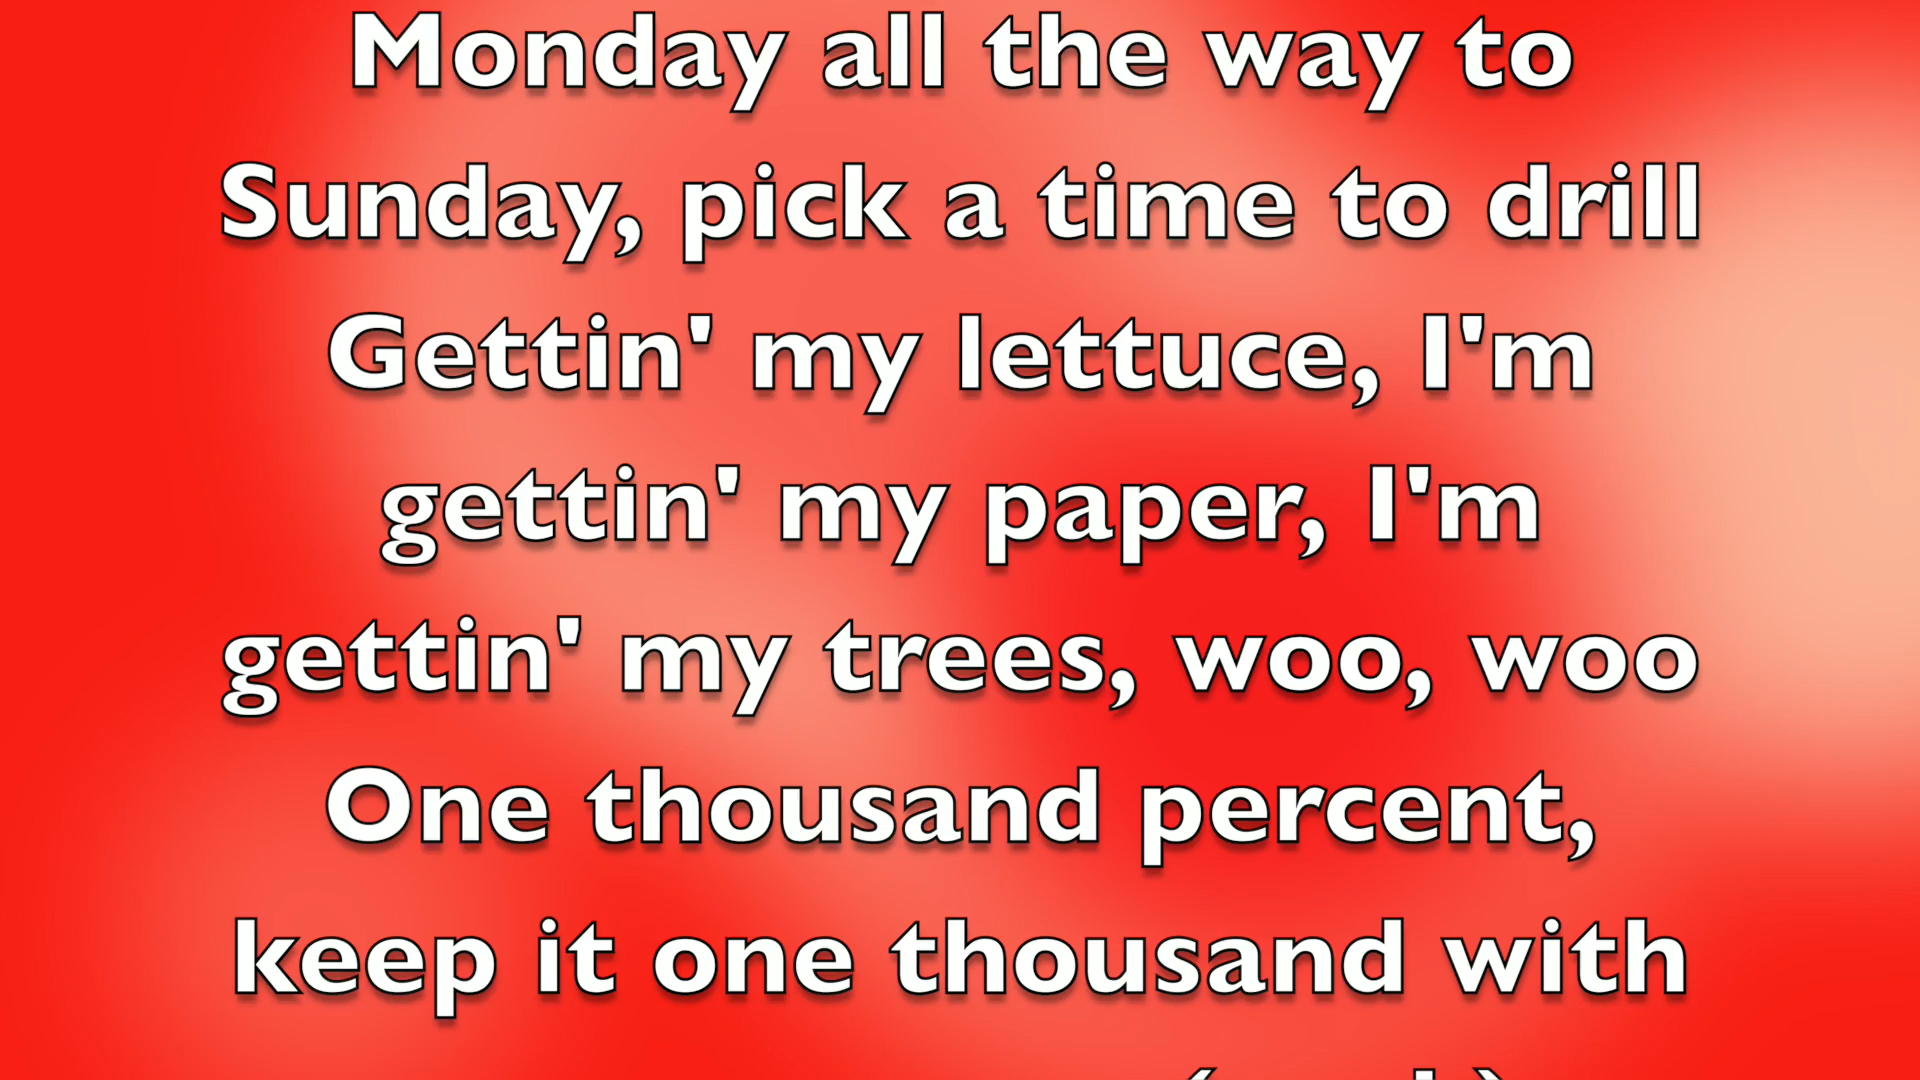 Monday all the way to
Sunday, pick a time to drill
Gettin' my lettuce, I'm
gettin' my paper, I'm
gettin' my trees, woo, woo
One thousand percent,
keep it one thousand with